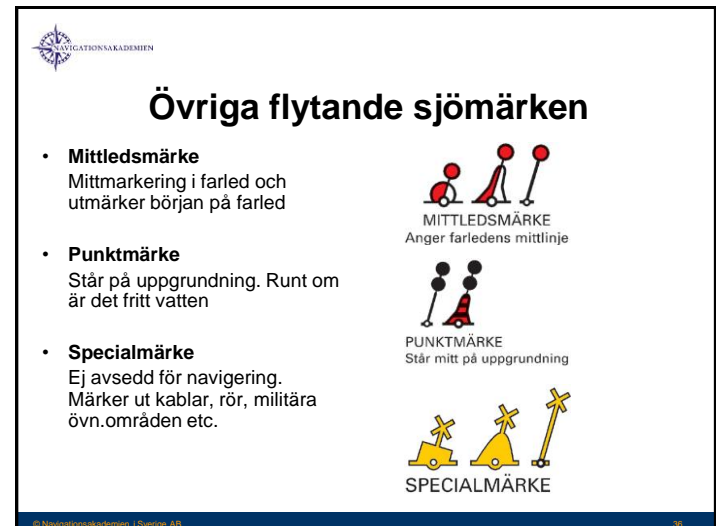 NAVIGATIONSAKADEMIEN
Övriga flytande sjömärken
• Mittledsmärke
Mittmarkering i farled och
utmärker början på farled
• Punktmärke
Står på uppgrundning. Runt om
är det fritt vatten
• Specialmärke
Ej avsedd för navigering.
Märker ut kablar, rör, militära
övn.områden etc.
MITTLEDSMÄRKE
Anger farledens mittlinje
PUNKTMÄRKE
Står mitt på uppgrundning
SPECIALMÄRKE
© Navigationsakademien i Sverige AB
36